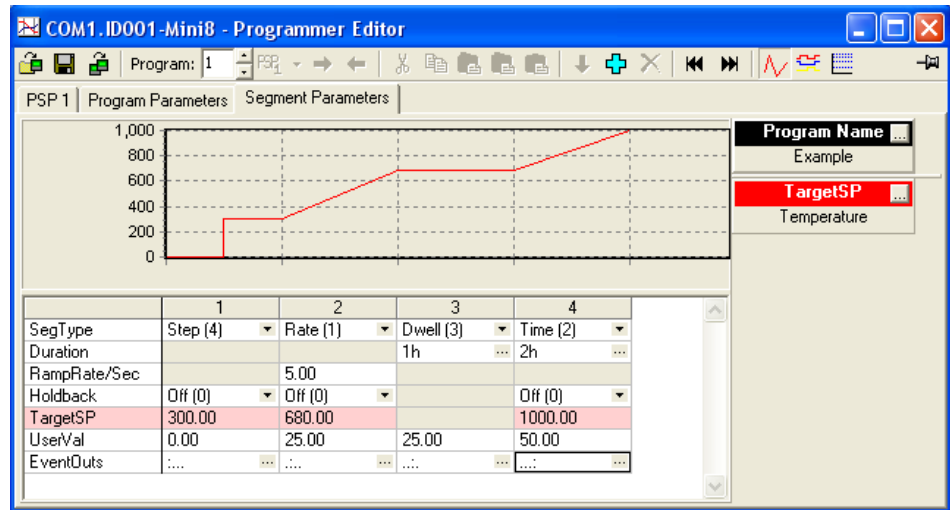 COM1.ID001-Mini8 - Programmer Editor
Program: 1 PSP1
PSP 1 Program Parameters Segment Parameters
1,000
800
600
400
200
0
Program Name ...
Example
TargetSP ...
Temperature
1 2 3 4
SegType Step (4) Rate (1) Dwell (3) Time (2)
Duration 1h ... 2h ...
RampRate/Sec 5.00
Holdback Off (0) Off (0) Off (0)
TargetSP 300.00 680.00 1000.00
UserVal 0.00 25.00 25.00 50.00
EventOuts :... ... .:.. ... ..:. ... ...: ...